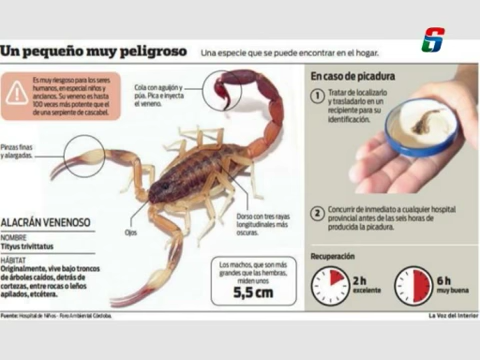 6
Un pequeño muy peligroso
Una especie que se puede encontrar en el hogar.
Es muy riesgoso para los seres
humanos, en especial niños y
ancianos. Su veneno es hasta
100 veces más potente que el
de una serpiente de cascabel.
Cola con aguijón y
púa. Pica e inyecta
el veneno.
Pinzas finas
y alargadas.
Ojos
Dorso con tres rayas
longitudinales más
oscuras.
ALACRÁN VENENOSO
NOMBRE
Tityus trivittatus
HÁBITAT
Originalmente, vive bajo troncos
de árboles caídos, detrás de
cortezas, entre rocas o leños
apilados, etcétera.
Los machos, que son más
grandes que las hembras,
miden unos
5,5 cm
En caso de picadura
1 Tratar de localizarlo
y trasladarlo en un
recipiente para su
identificación.
2 Concurrir de inmediato a cualquier hospital
provincial antes de las seis horas de
producida la picadura.
Recuperación
2 h
excelente
6 h
muy buena
Fuente: Hospital de Niños - Foro Ambiental Córdoba.
La Voz del Interior